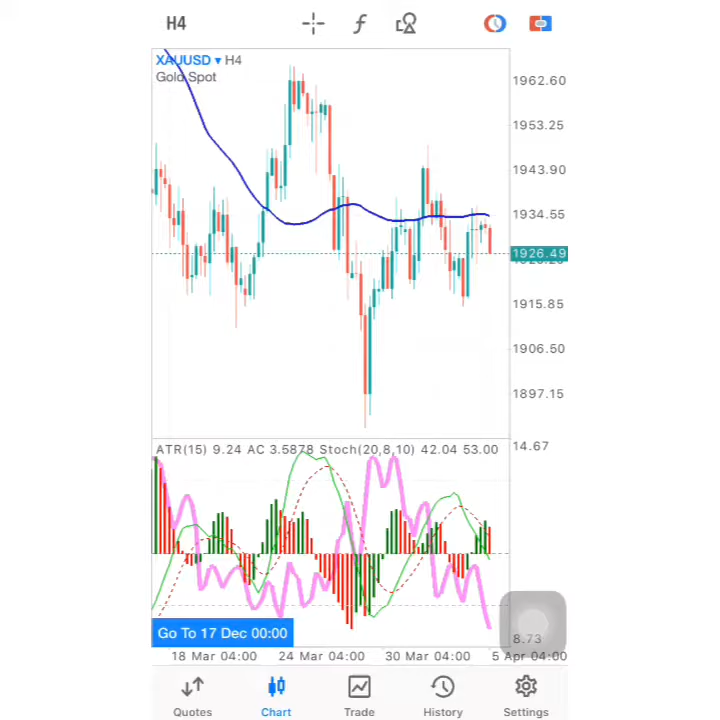 H4
XAUUSD ▾ H4
Gold Spot
1962.60
1953.25
1943.90
1934.55
1926.49
1915.85
1906.50
1897.15
ATR(15) 9.24 AC 3.5878 Stoch(20,8,10) 42.04 53.00
14.67
Go To 17 Dec 00:00
8.73
18 Mar 04:00 24 Mar 04:00 30 Mar 04:00 5 Apr 04:00
Quotes Chart Trade History Settings